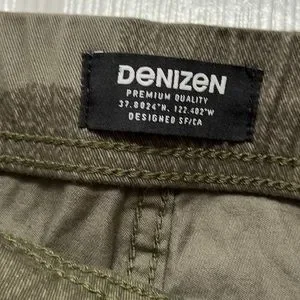 DENIZEN
PREMIUM QUALITY
37.8024°N. 122.402°W
DESIGNED SF/CA